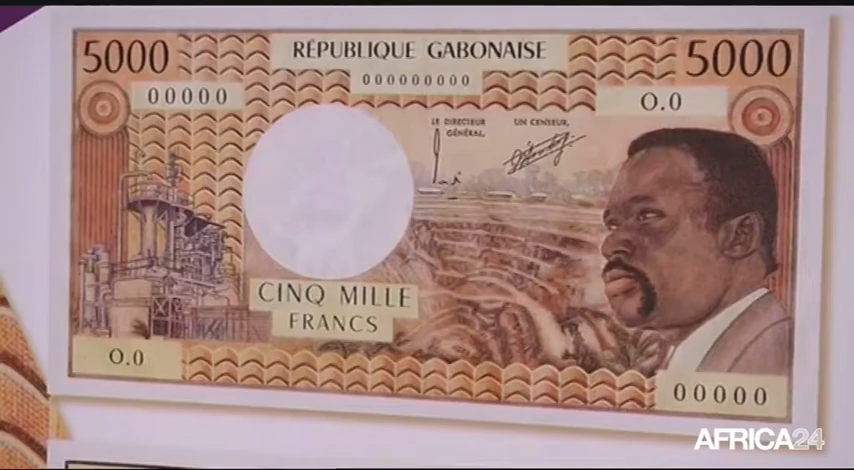 5000
RÉPUBLIQUE GABONAISE
5000
000000000
00000
O.0
LE DIRECTEUR
GÉNÉRAL,
UN CENSEUR,
CINQ MILLE
FRANCS
O.0
00000
AFRICA24